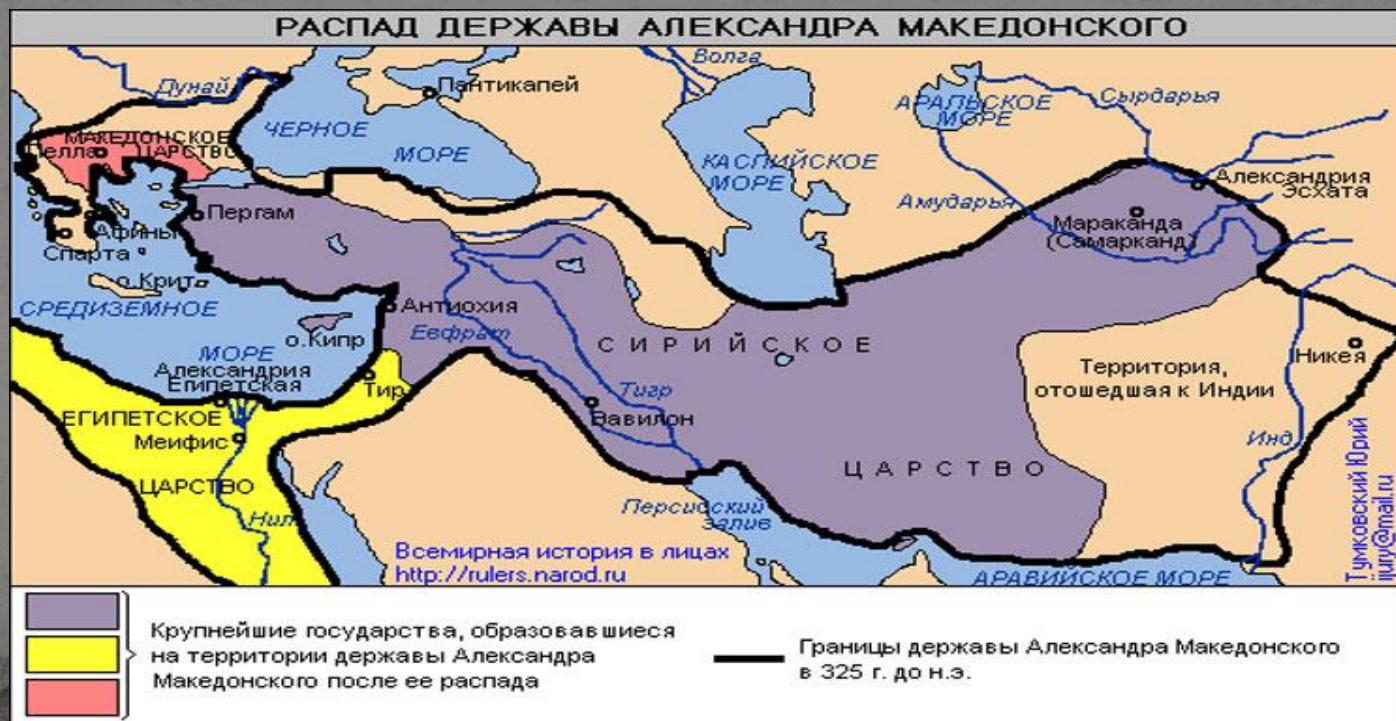 РАСПАД ДЕРЖАВЫ АЛЕКСАНДРА МАКЕДОНСКОГО
Волга
Дунай
Пантикапей
АРАЛЬСКОЕ
МОРЕ
Сырдарья
ЧЕРНОЕ
МОРЕ
МАКЕДОНСКОЕ
ЦАРСТВО
Пелла
КАСПИЙСКОЕ
МОРЕ
Александрия
Эсхата
Амударья
Мараканда
(Самарканд)
Пергам
Афины
Спарта
о.Крит
СРЕДИЗЕМНОЕ
МОРЕ
Антиохия
Евфрат
о.Кипр
СИРИЙСКОЕ
ЦАРСТВО
Никея
Территория,
отошедшая к Индии
Александрия
Египетская
Тир
Тигр
Вавилон
ЕГИПЕТСКОЕ
Меифис
ЦАРСТВО
Нил
Инд
Персидский
залив
АРАВИЙСКОЕ МОРЕ
Всемирная история в лицах
http://rulers.narod.ru
Тумковский Юрий
ijury@mail.ru
Крупнейшие государства, образовавшиеся
на территории державы Александра
Македонского после ее распада
Границы державы Александра Македонского
в 325 г. до н.э.